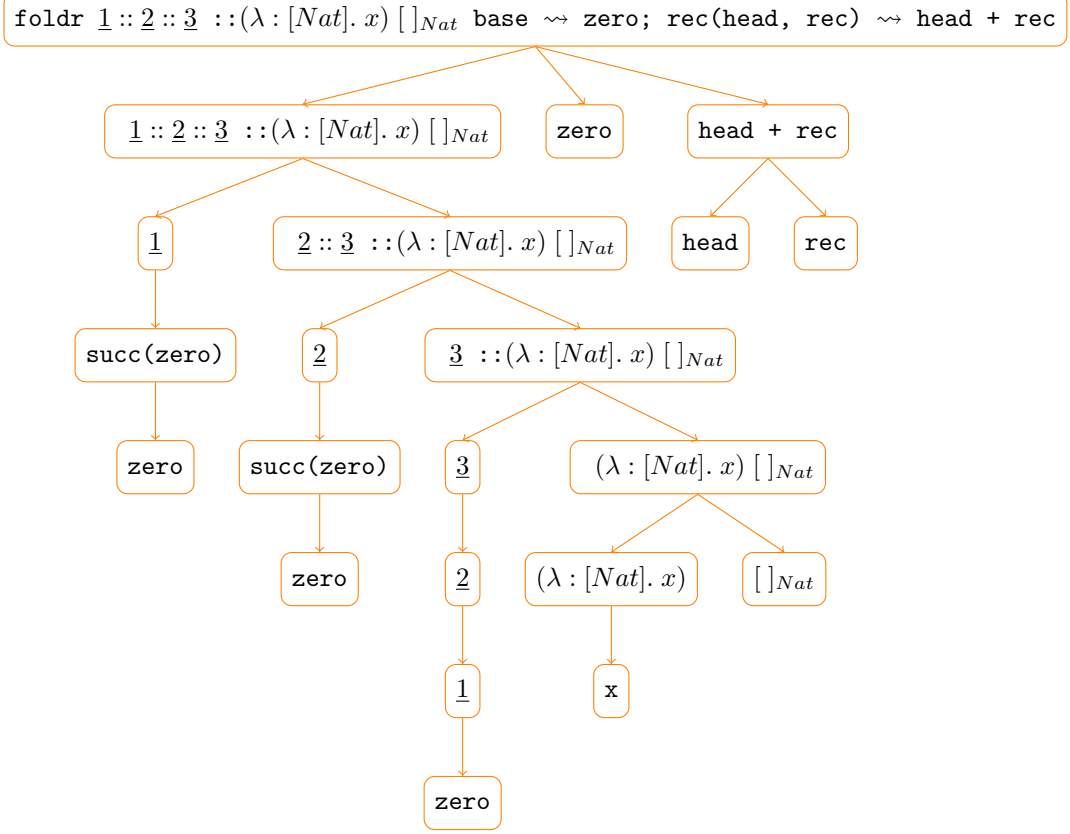 foldr 1 :: 2 :: 3 ::(λ : [Nat]. x) [ ]Nat base ⇝ zero; rec(head, rec) ⇝ head + rec
1 :: 2 :: 3 ::(λ : [Nat]. x) [ ]Nat
zero
head + rec
1
2 :: 3 ::(λ : [Nat]. x) [ ]Nat
head
rec
succ(zero)
2
3 ::(λ : [Nat]. x) [ ]Nat
zero
succ(zero)
3
(λ : [Nat]. x) [ ]Nat
zero
2
(λ : [Nat]. x)
[ ]Nat
1
x
zero